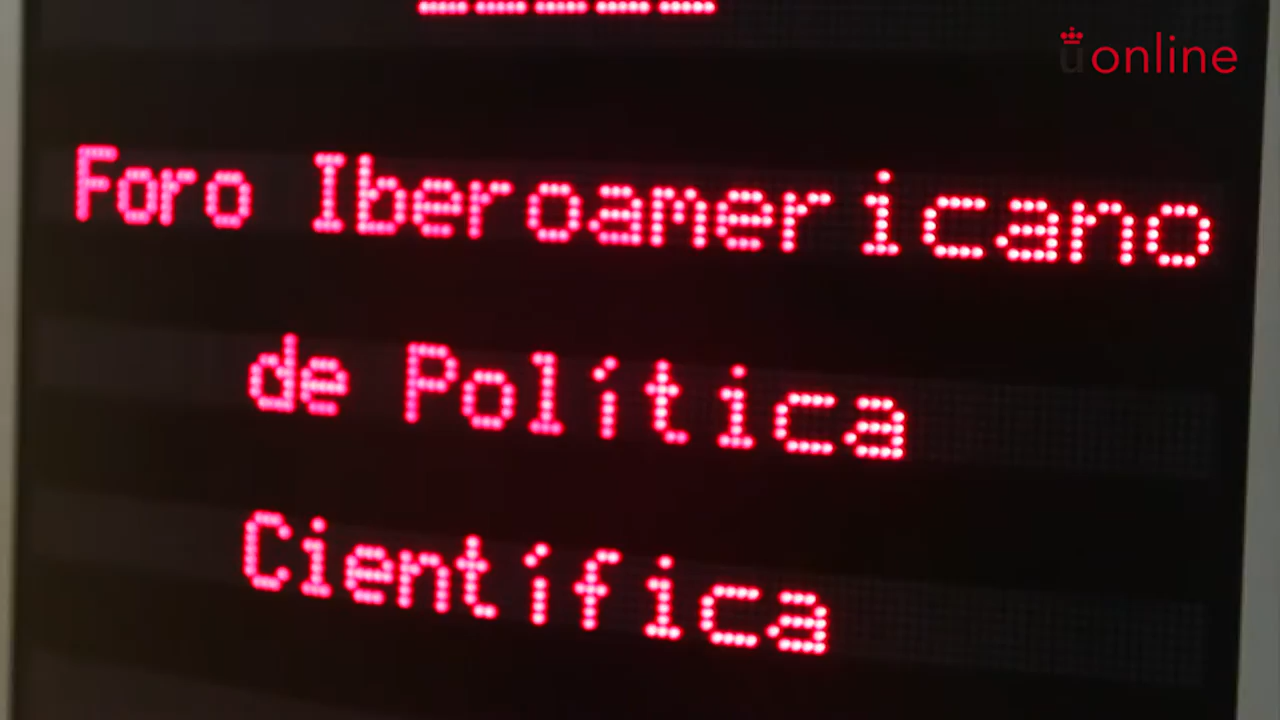 uonline
Foro Iberoamericano
de Política
Científica